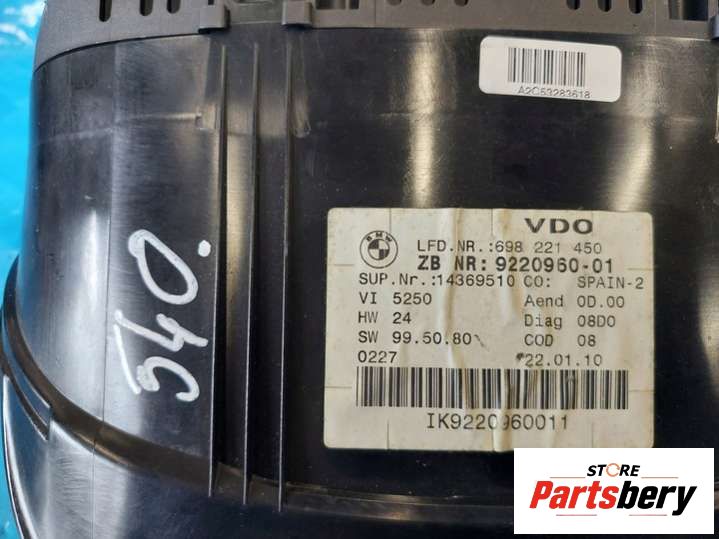 A2C53283618
540.
BMW
VDO
LFD.NR.:698 221 450
ZB NR: 9220960-01
SUP.Nr.:14369510 CO: SPAIN-2
VI 5250 Aend 0D.00
HW 24 Diag 08D0
SW 99.50.80 COD 08
0227 22.01.10
IK9220960011
STORE
Partsbery